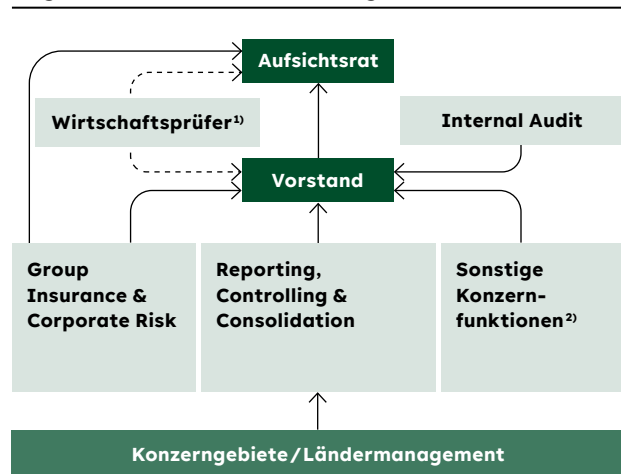 Aufsichtsrat
Wirtschaftsprüfer¹⁾
Internal Audit
Vorstand
Group
Insurance &
Corporate Risk
Reporting,
Controlling &
Consolidation
Sonstige
Konzern-
funktionen²⁾
Konzerngebiete/Ländermanagement